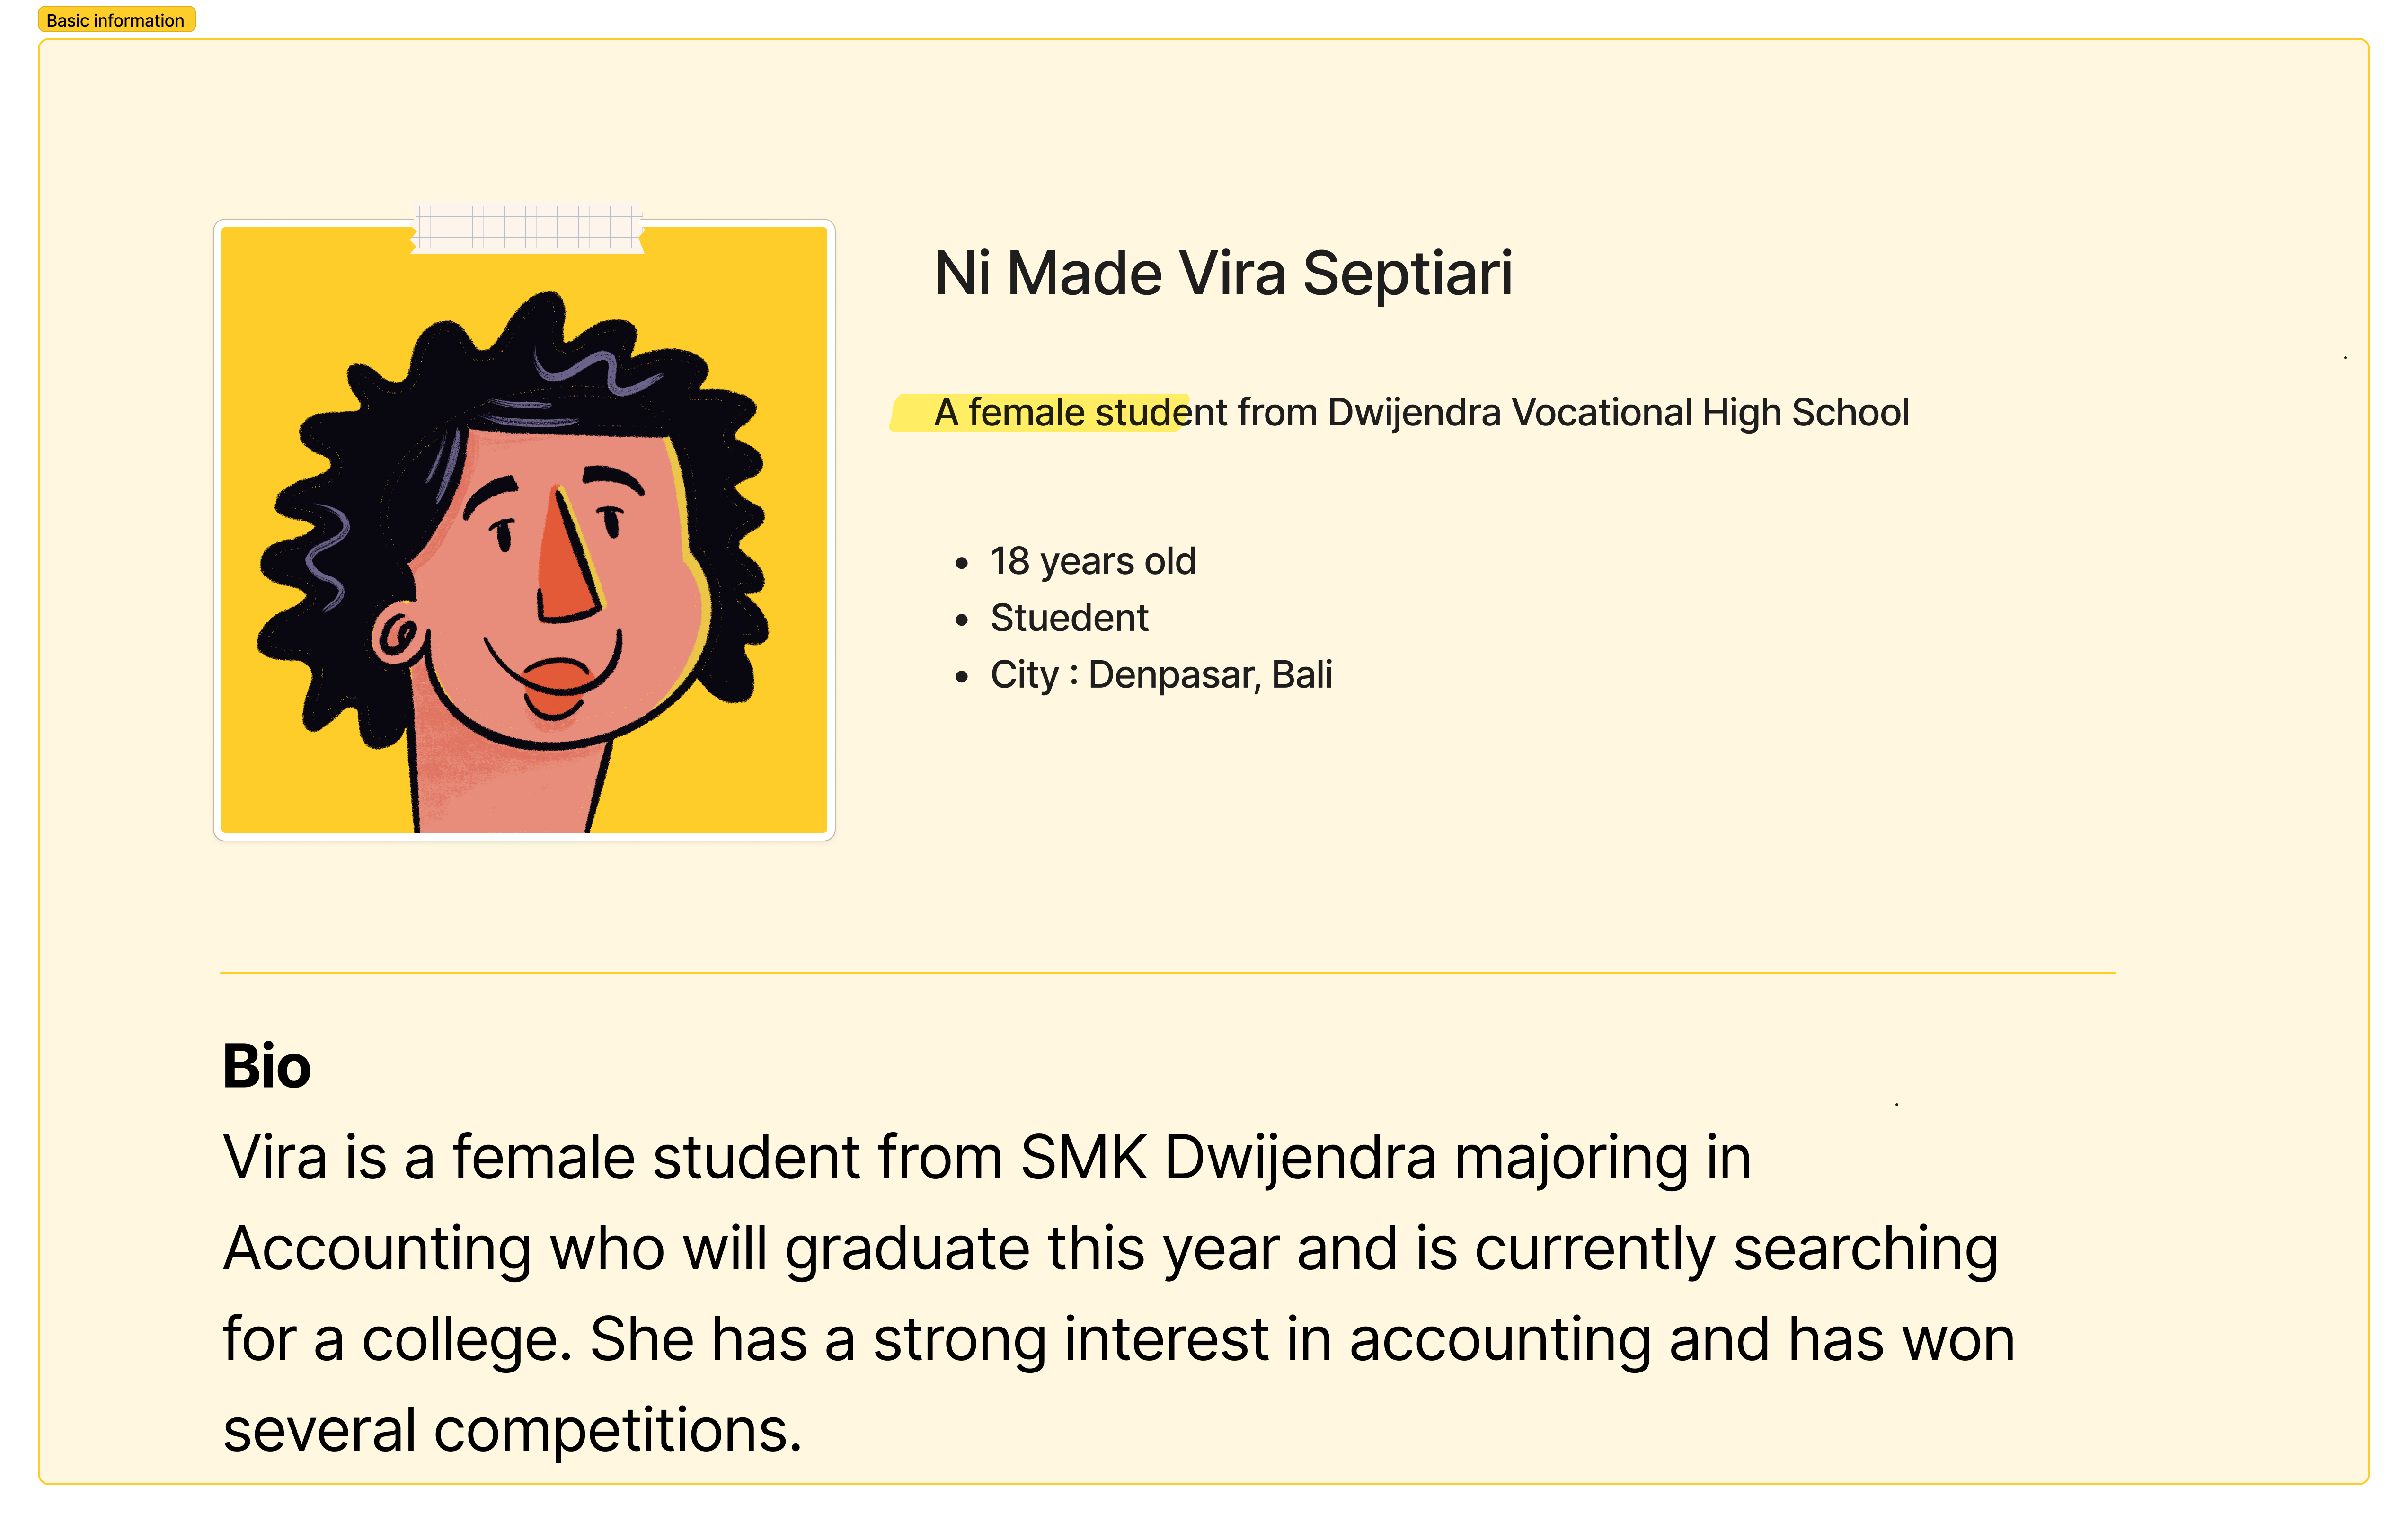 Basic information
Ni Made Vira Septiari
A female student from Dwijendra Vocational High School
• 18 years old
• Stuedent
• City : Denpasar, Bali
Bio
Vira is a female student from SMK Dwijendra majoring in
Accounting who will graduate this year and is currently searching
for a college. She has a strong interest in accounting and has won
several competitions.